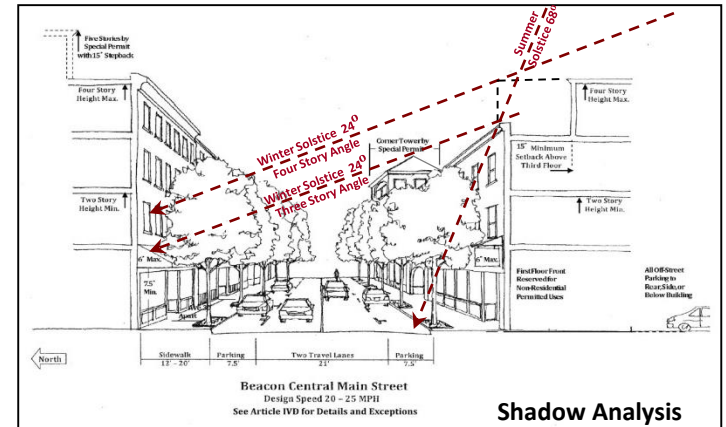 Five Stories by
Special Permit
with 15' Stepback
Four Story
Height Max.
Two Story
Height Min.
6' Max.
7.5'
Min.
Apart
Winter Solstice 24°
Four Story Angle
Winter Solstice 24°
Three Story Angle
Summer
Solstice 68°
Corner Tower by
Special Permit
Four Story
Height Max.
15' Minimum
Setback Above
Third Floor
Two Story
Height Min.
6' Max.
First Floor Front
Reserved for
Non-Residential
Permitted Uses
All Off-Street
Parking to
Rear, Side, or
Below Building
North
Sidewalk
12' - 20'
Parking
7.5'
Two Travel Lanes
21'
Parking
7.5'
Beacon Central Main Street
Design Speed 20 – 25 MPH
See Article IVD for Details and Exceptions
Shadow Analysis